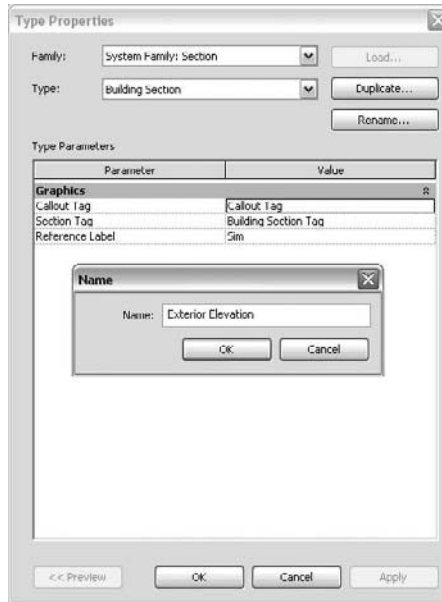 Type Properties
Family: System Family: Section Load...
Type: Building Section Duplicate...
Rename...
Type Parameters
Parameter Value
Graphics
Callout Tag Callout Tag
Section Tag Building Section Tag
Reference Label Sim
Name
Name: Exterior Elevation
OK Cancel
<< Preview OK Cancel Apply